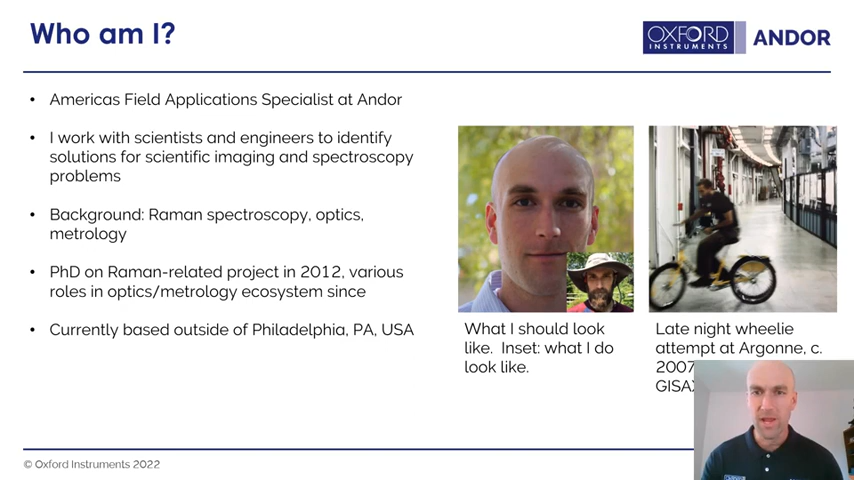 Who am I?
OXFORD
INSTRUMENTS
ANDOR
• Americas Field Applications Specialist at Andor
• I work with scientists and engineers to identify
solutions for scientific imaging and spectroscopy
problems
• Background: Raman spectroscopy, optics,
metrology
• PhD on Raman-related project in 2012, various
roles in optics/metrology ecosystem since
• Currently based outside of Philadelphia, PA, USA
What I should look
like. Inset: what I do
look like.
Late night wheelie
attempt at Argonne, c.
2007
© Oxford Instruments 2022